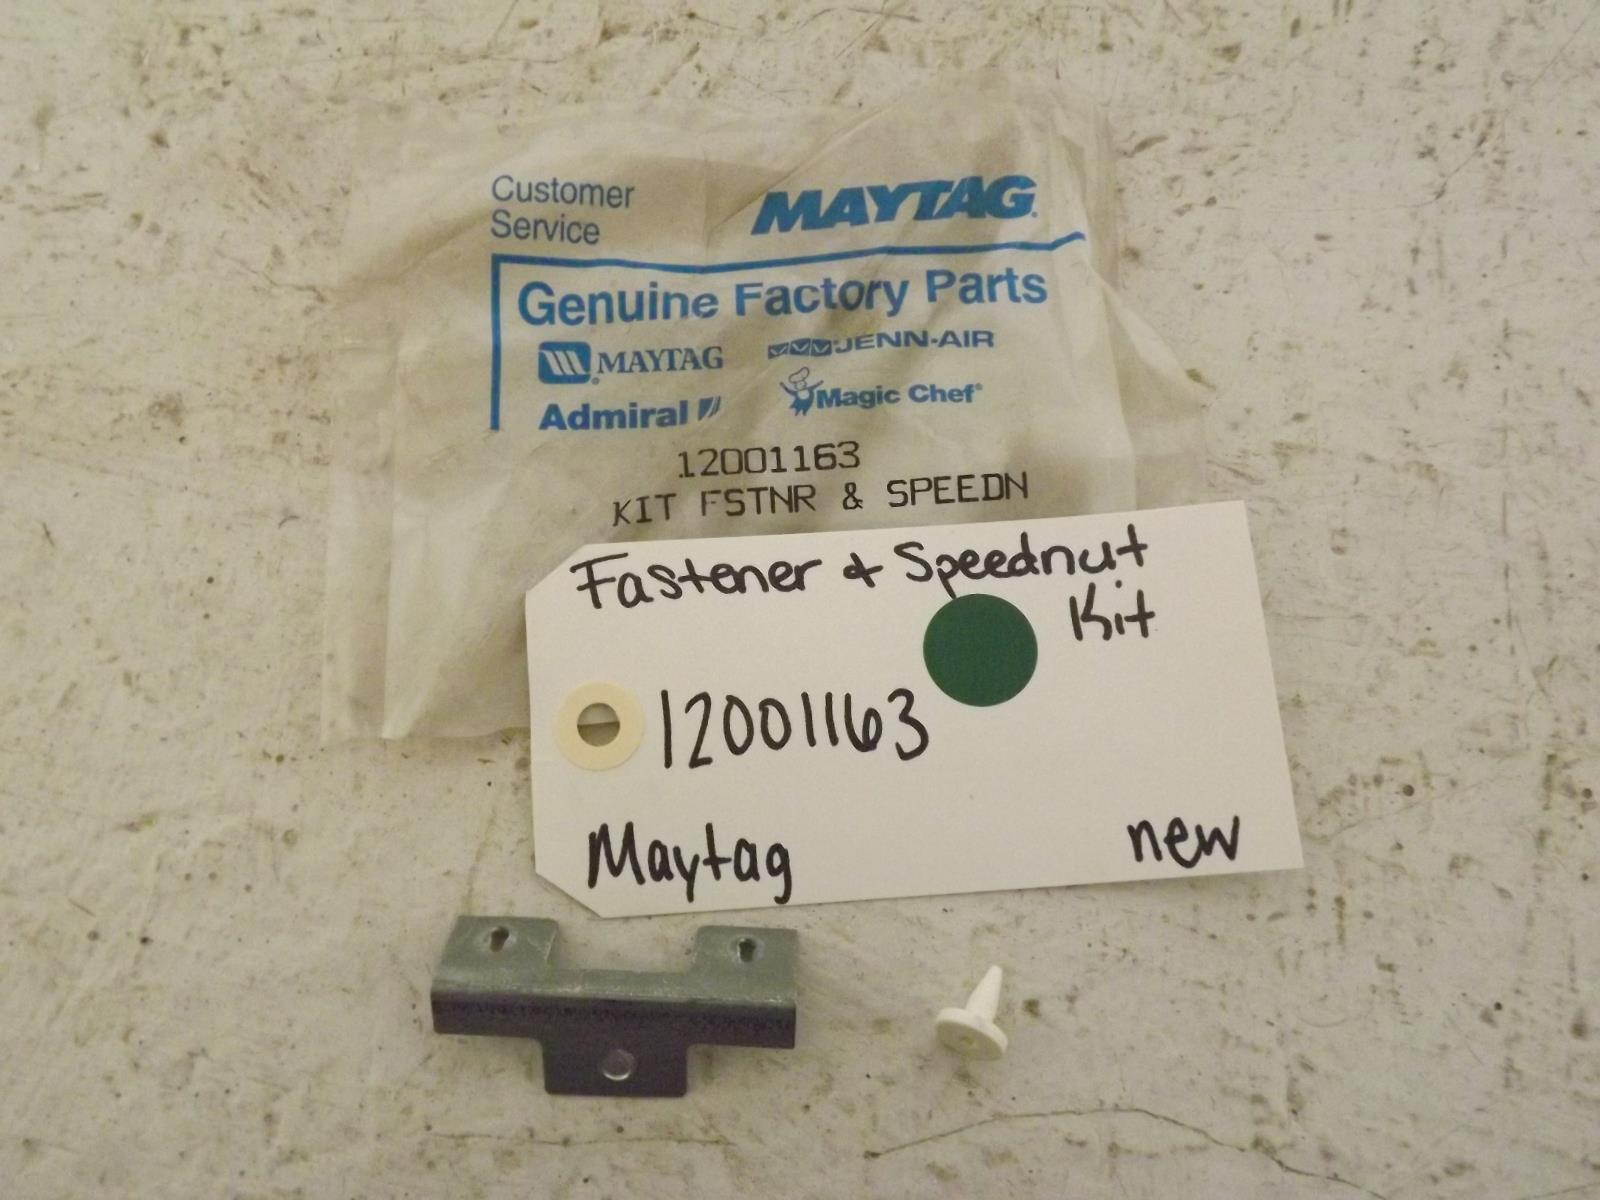 Customer
Service
MAYTAG.
Genuine Factory Parts
MAYTAG
JENN-AIR
Admiral
Magic Chef®
12001163
KIT FSTNR & SPEEDN
Fastener & Speednut
Kit
12001163
Maytag
new